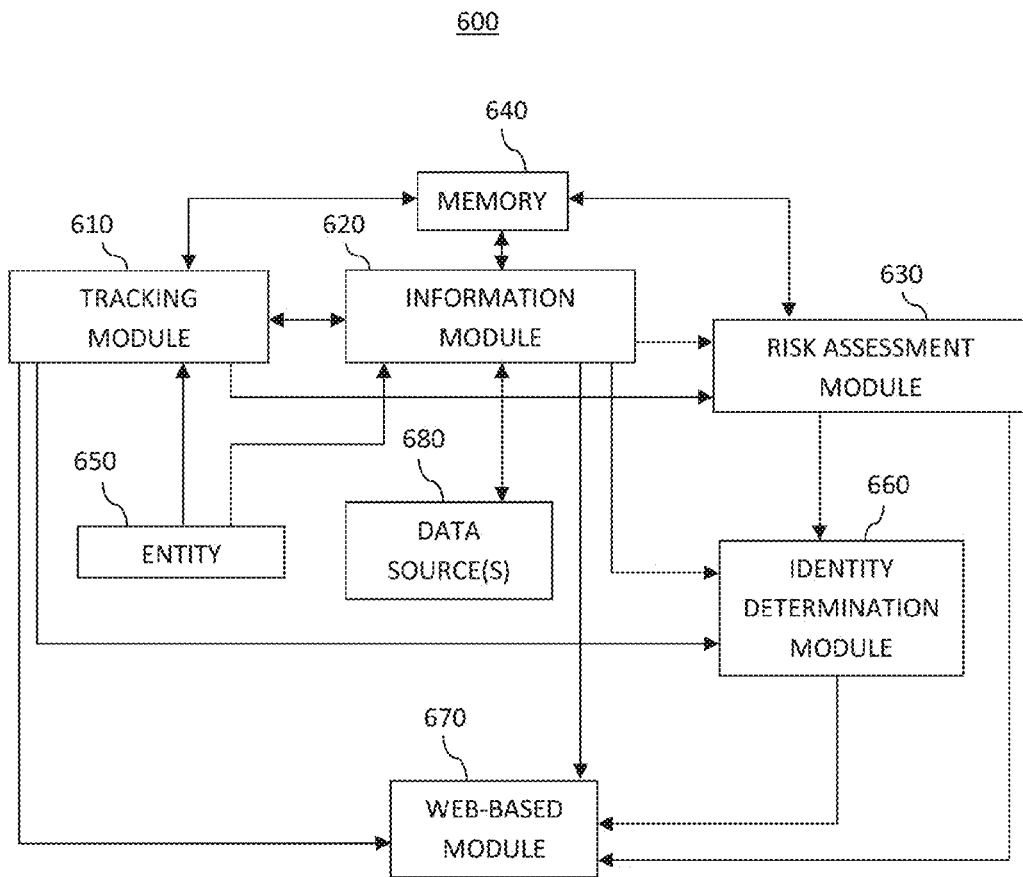 600
640
MEMORY
610
TRACKING
MODULE
620
INFORMATION
MODULE
630
RISK ASSESSMENT
MODULE
650
ENTITY
680
DATA
SOURCE(S)
660
IDENTITY
DETERMINATION
MODULE
670
WEB-BASED
MODULE